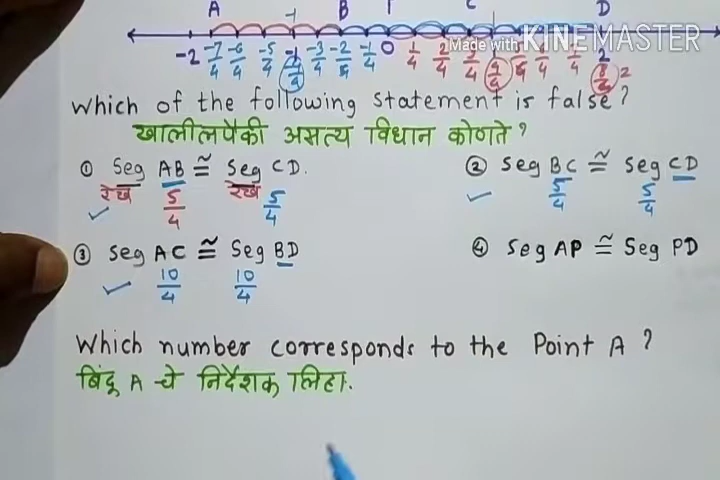 A -1 B C D
-2 -7/4 -6/4 -5/4 -1 -3/4 -2/4 -1/4 0 1/4 2/4 3/4 1 2
4/4 8/4 2
Made with KINEMASTER
Which of the following Statement is false?
खालीलपैकी असत्य विधान कोणते?
① Seg AB ≅ Seg CD. ② Seg BC ≅ Seg CD
रेख 5/4 रेख 5/4 5/4 5/4
③ Seg AC ≅ Seg BD ④ Seg AP ≅ Seg PD
10/4 10/4
Which number corresponds to the Point A?
बिंदू A चे निर्देशक लिहा.